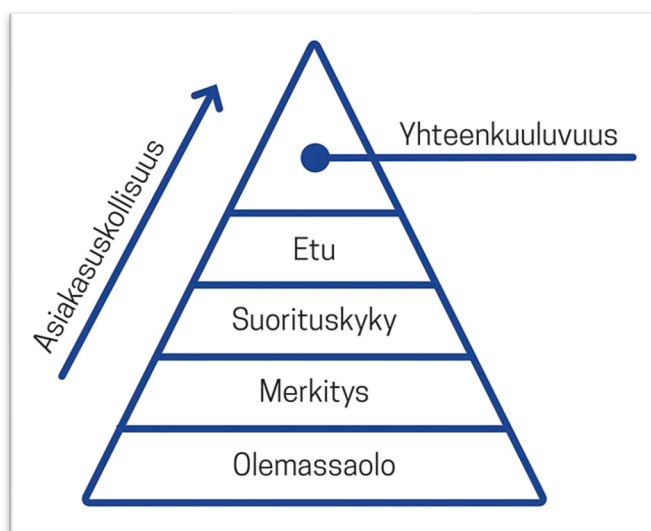 Yhteenkuuluvuus
Asiakasuskollisuus
Etu
Suorituskyky
Merkitys
Olemassaolo